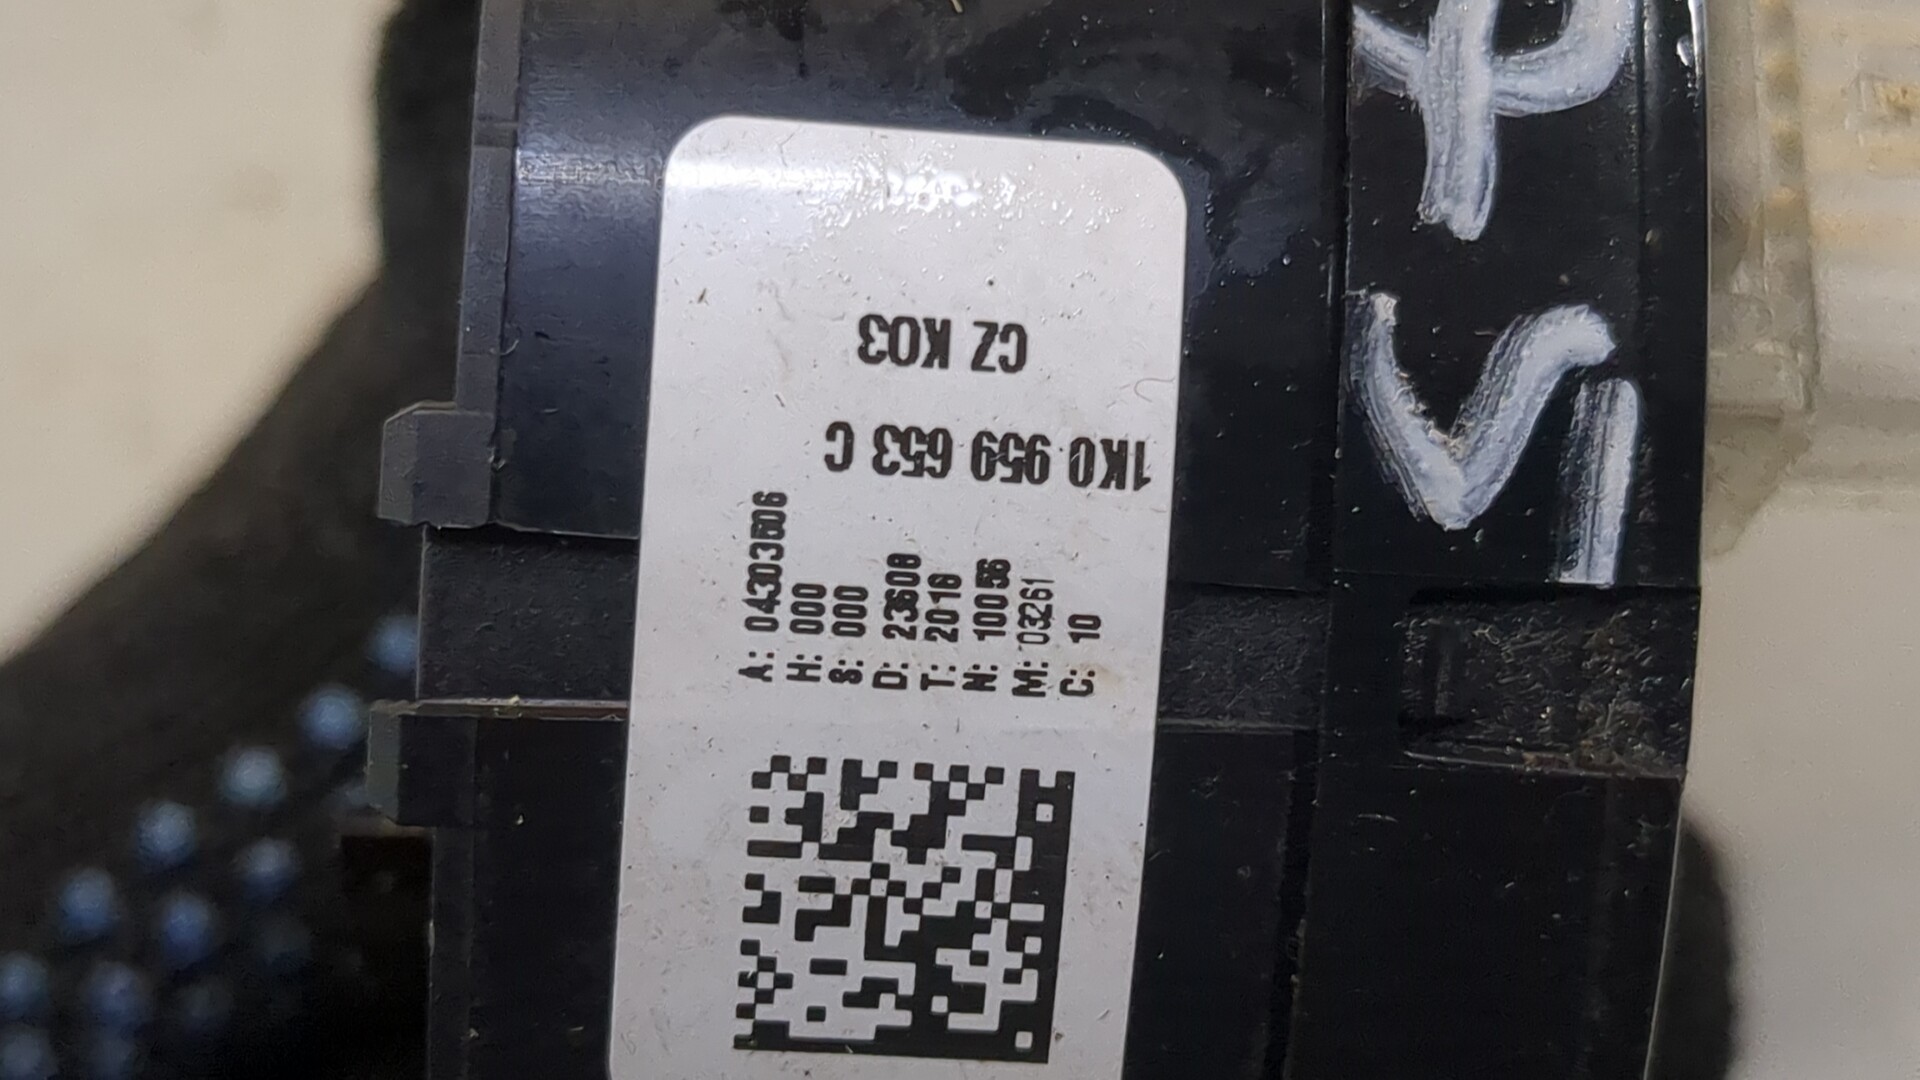 CZ K03
1K0 959 653 C
A: 04303606
H: 000
S: 000
D: 23608
T: 2016
N: 10056
M: 03261
C: 10